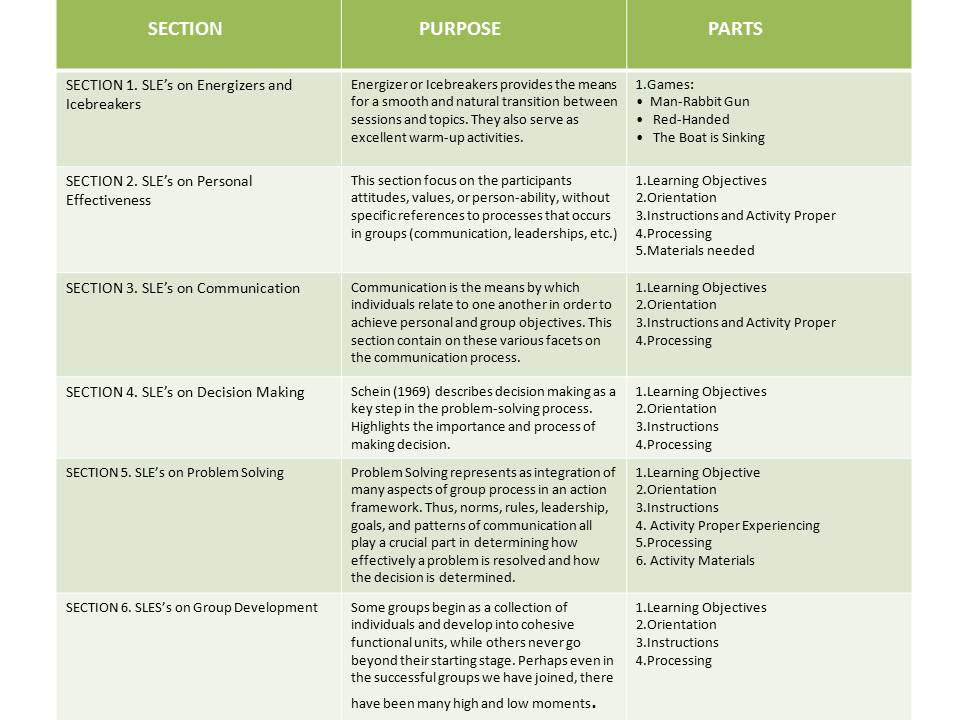 SECTION
PURPOSE
PARTS
SECTION 1. SLE’s on Energizers and
Icebreakers
Energizer or Icebreakers provides the means
for a smooth and natural transition between
sessions and topics. They also serve as
excellent warm-up activities.
1.Games:
• Man-Rabbit Gun
• Red-Handed
• The Boat is Sinking
SECTION 2. SLE’s on Personal
Effectiveness
This section focus on the participants
attitudes, values, or person-ability, without
specific references to processes that occurs
in groups (communication, leaderships, etc.)
1.Learning Objectives
2.Orientation
3.Instructions and Activity Proper
4.Processing
5.Materials needed
SECTION 3. SLE’s on Communication
Communication is the means by which
individuals relate to one another in order to
achieve personal and group objectives. This
section contain on these various facets on
the communication process.
1.Learning Objectives
2.Orientation
3.Instructions and Activity Proper
4.Processing
SECTION 4. SLE’s on Decision Making
Schein (1969) describes decision making as a
key step in the problem-solving process.
Highlights the importance and process of
making decision.
1.Learning Objectives
2.Orientation
3.Instructions
4.Processing
SECTION 5. SLE’s on Problem Solving
Problem Solving represents as integration of
many aspects of group process in an action
framework. Thus, norms, rules, leadership,
goals, and patterns of communication all
play a crucial part in determining how
effectively a problem is resolved and how
the decision is determined.
1.Learning Objective
2.Orientation
3.Instructions
4. Activity Proper Experiencing
5.Processing
6. Activity Materials
SECTION 6. SLES’s on Group Development
Some groups begin as a collection of
individuals and develop into cohesive
functional units, while others never go
beyond their starting stage. Perhaps even in
the successful groups we have joined, there
have been many high and low moments.
1.Learning Objectives
2.Orientation
3.Instructions
4.Processing